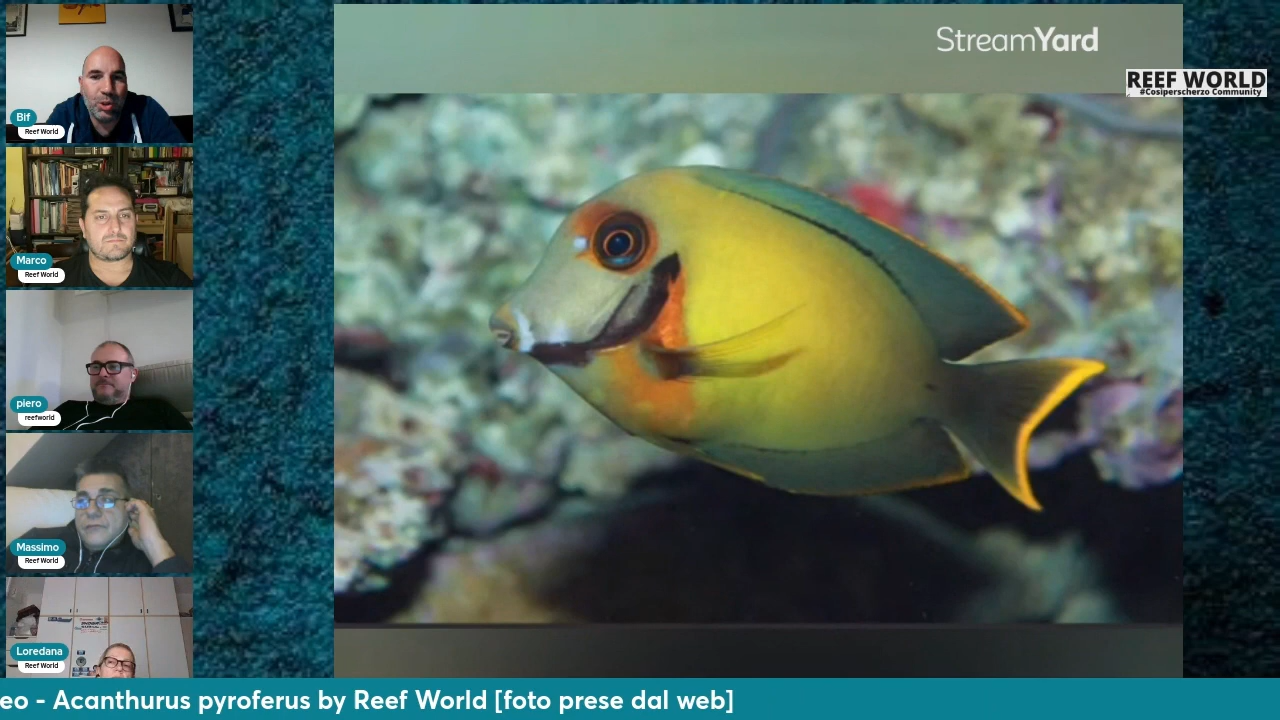 StreamYard
REEF WORLD
#Cosiperscherzo Community
Bif
Reef World
Marco
Reef World
piero
reefworld
Massimo
Reef World
Loredana
Reef World
eo - Acanthurus pyroferus by Reef World [foto prese dal web]